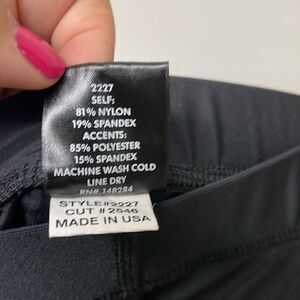 2227
SELF:
81% NYLON
19% SPANDEX
ACCENTS:
85% POLYESTER
15% SPANDEX
MACHINE WASH COLD
LINE DRY
RN# 148284
STYLE#2227
CUT # 2546
MADE IN USA